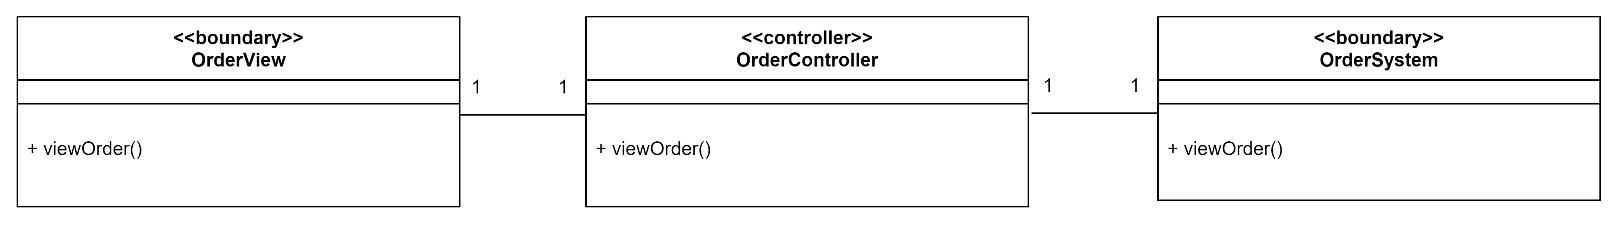 <<boundary>>
OrderView
+ viewOrder()
1
1
<<controller>>
OrderController
+ viewOrder()
1
1
<<boundary>>
OrderSystem
+ viewOrder()